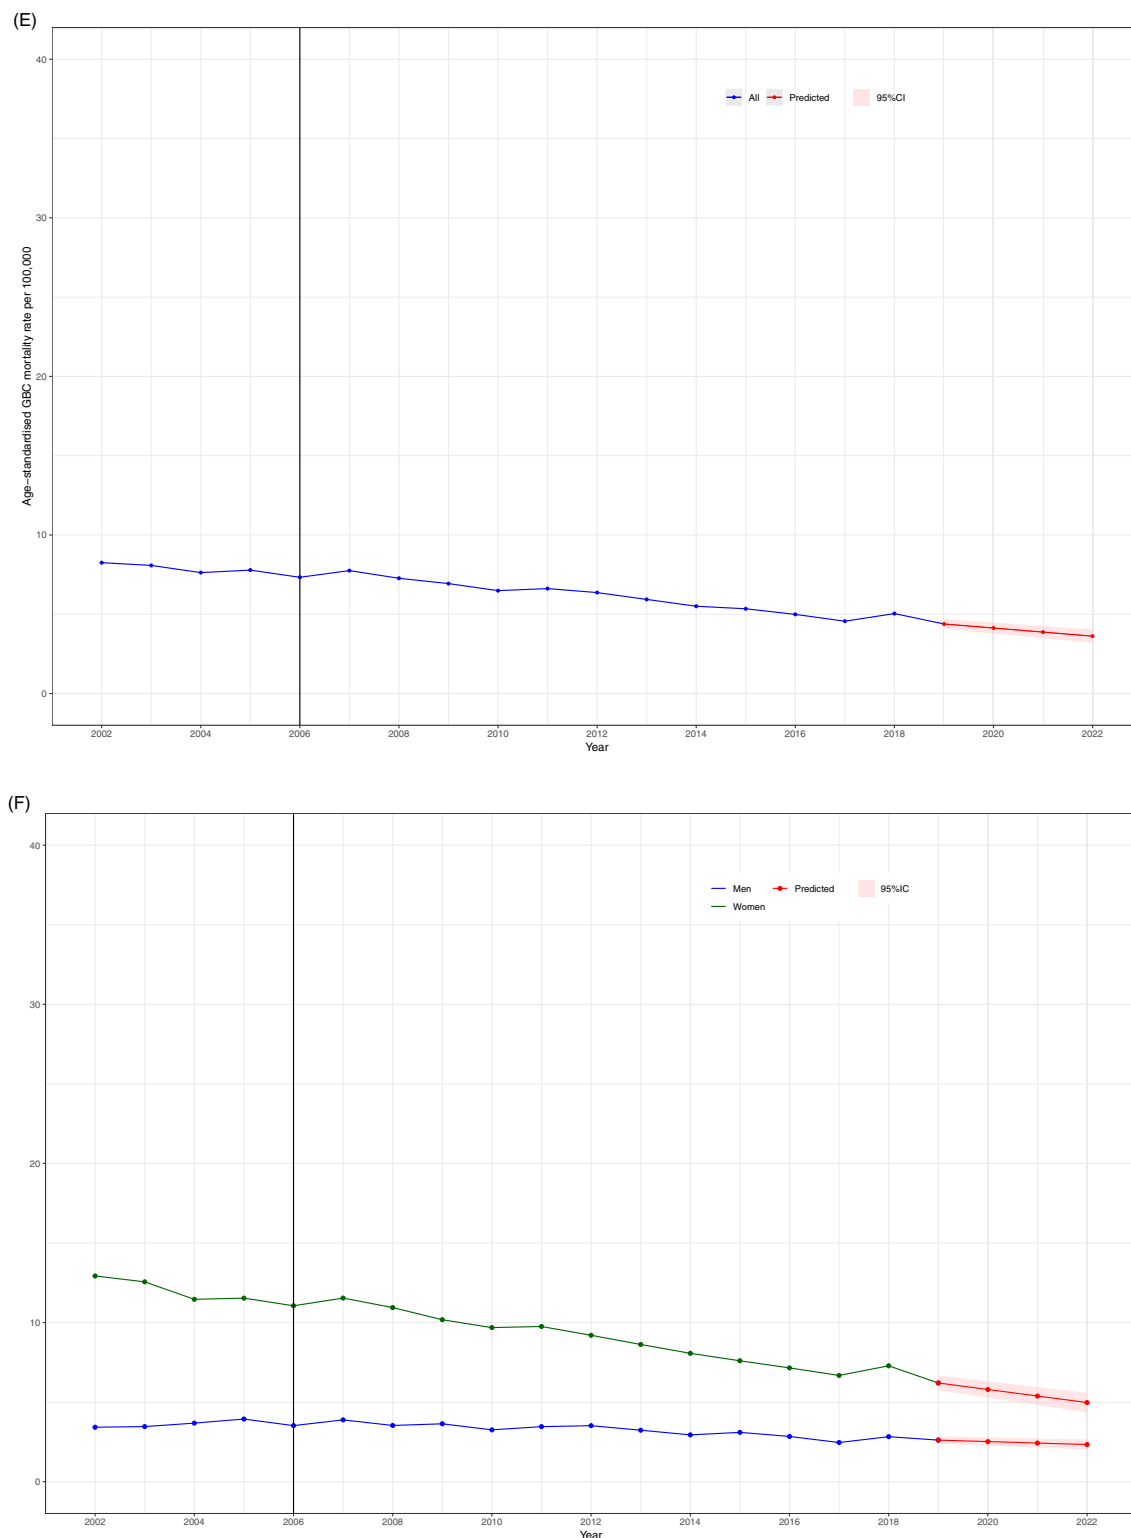 (E)
Age−standardised GBC mortality rate per 100,000
40
30
20
10
0
All Predicted 95%CI
2002 2004 2006 2008 2010 2012 2014 2016 2018 2020 2022
Year
(F)
40
30
20
10
0
Men Predicted 95%IC
Women
2002 2004 2006 2008 2010 2012 2014 2016 2018 2020 2022
Year